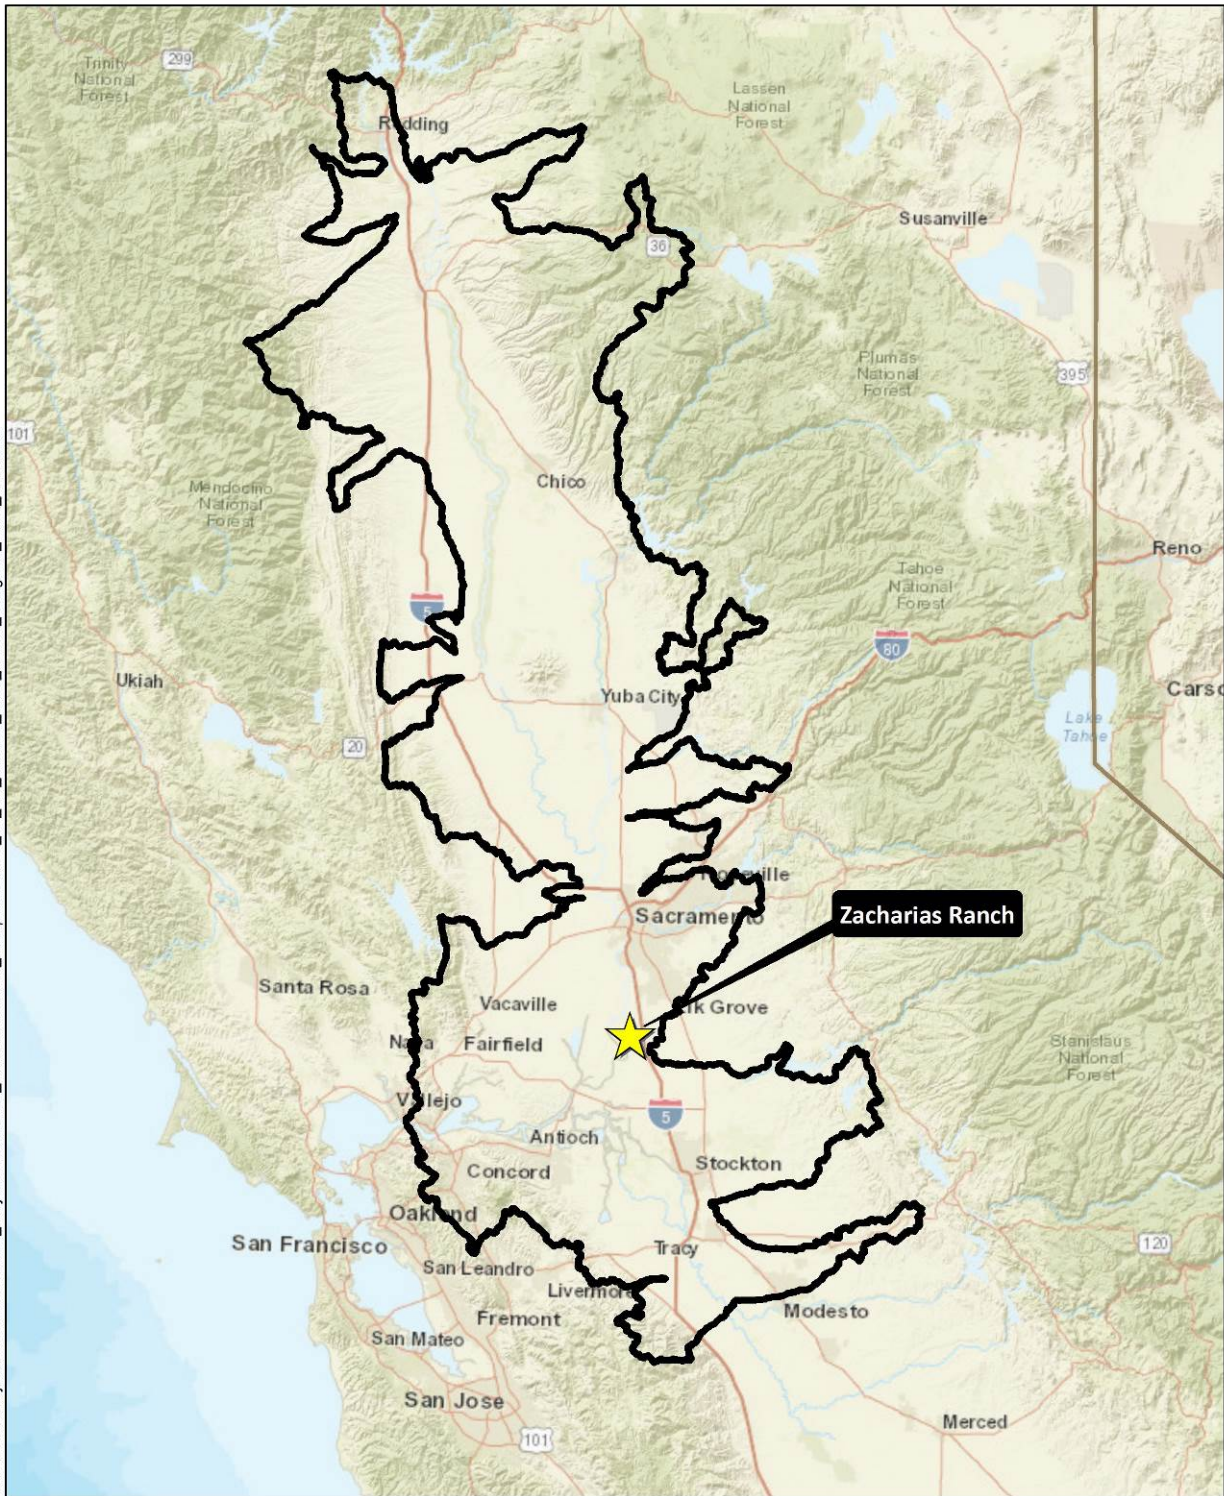 299
Trinity
National
Forest
Lassen
National
Forest
Redding
Susanville
36
Plumas
National
Forest
395
101
Chico
Mendocino
National
Forest
Reno
Tahoe
National
Forest
5
80
Ukiah
Yuba City
Lake
Tahoe
20
Roseville
Sacramento
Zacharias Ranch
Santa Rosa
Vacaville
Elk Grove
Napa
Fairfield
Stanislaus
National
Forest
Vallejo
5
Antioch
Stockton
Concord
Oakland
San Francisco
Tracy
120
San Leandro
Livermore
Fremont
Modesto
San Mateo
San Jose
Merced
101